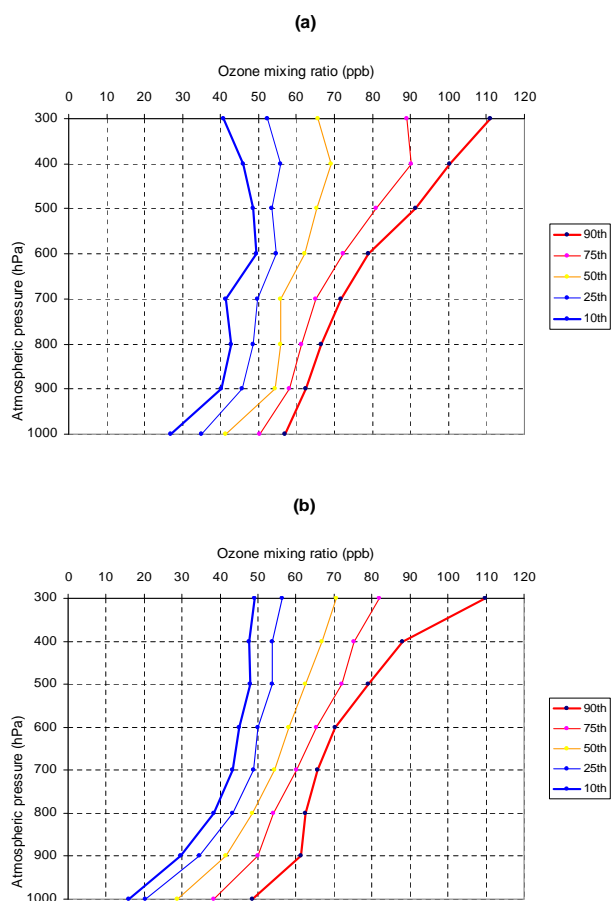 (a)
Ozone mixing ratio (ppb)
0 10 20 30 40 50 60 70 80 90 100 110 120
300
400
500
600
700
800
900
1000
Atmospheric pressure (hPa)
90th
75th
50th
25th
10th
(b)
Ozone mixing ratio (ppb)
0 10 20 30 40 50 60 70 80 90 100 110 120
300
400
500
600
700
800
900
1000
Atmospheric pressure (hPa)
90th
75th
50th
25th
10th